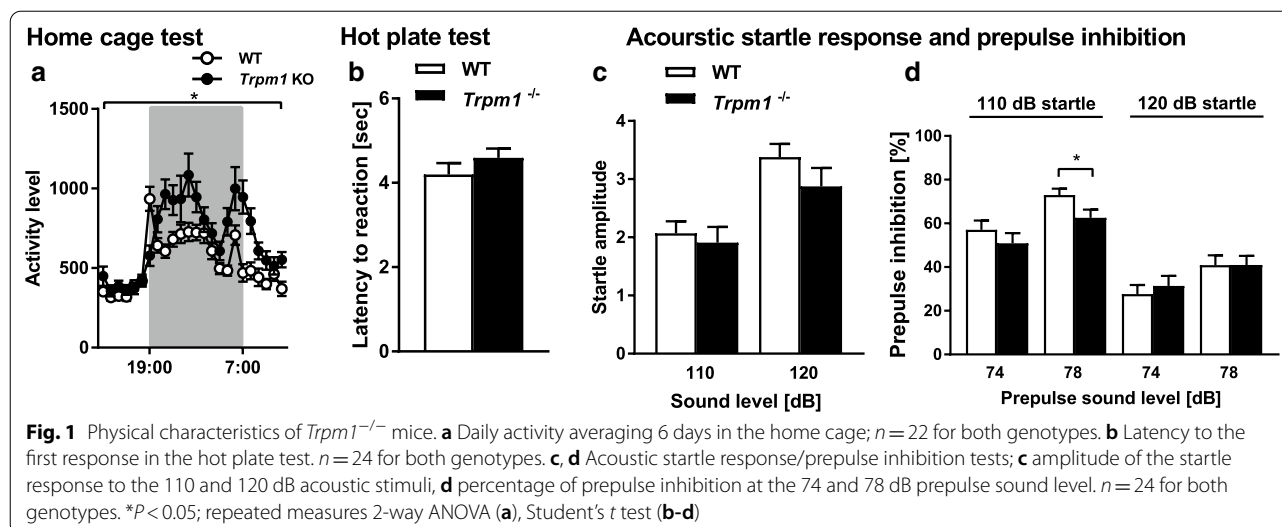 Home cage test
Hot plate test
Acourstic startle response and prepulse inhibition
a
WT
Trpm1 KO
*
1500
1000
500
0
Activity level
19:00
7:00
b
WT
Trpm1 -/-
6
4
2
0
Latency to reaction [sec]
c
WT
Trpm1 -/-
4
3
2
1
0
Startle amplitude
110
120
Sound level [dB]
d
110 dB startle
120 dB startle
100
80
60
40
20
0
Prepulse inhibition [%]
*
74
78
74
78
Prepulse sound level [dB]
Fig. 1 Physical characteristics of Trpm1−/− mice. a Daily activity averaging 6 days in the home cage; n = 22 for both genotypes. b Latency to the
first response in the hot plate test. n = 24 for both genotypes. c, d Acoustic startle response/prepulse inhibition tests; c amplitude of the startle
response to the 110 and 120 dB acoustic stimuli, d percentage of prepulse inhibition at the 74 and 78 dB prepulse sound level. n = 24 for both
genotypes. *P < 0.05; repeated measures 2-way ANOVA (a), Student's t test (b-d)